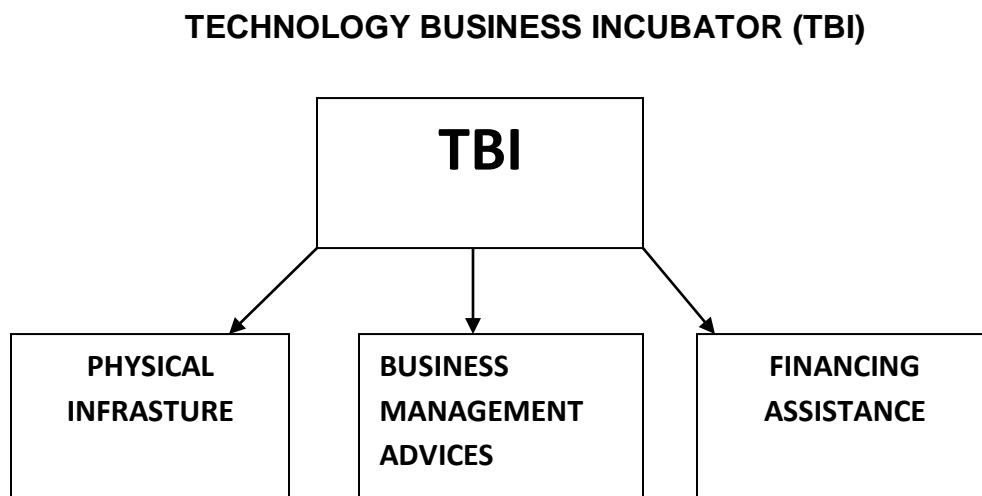 TECHNOLOGY BUSINESS INCUBATOR (TBI)
TBI
PHYSICAL
INFRASTURE
BUSINESS
MANAGEMENT
ADVICES
FINANCING
ASSISTANCE